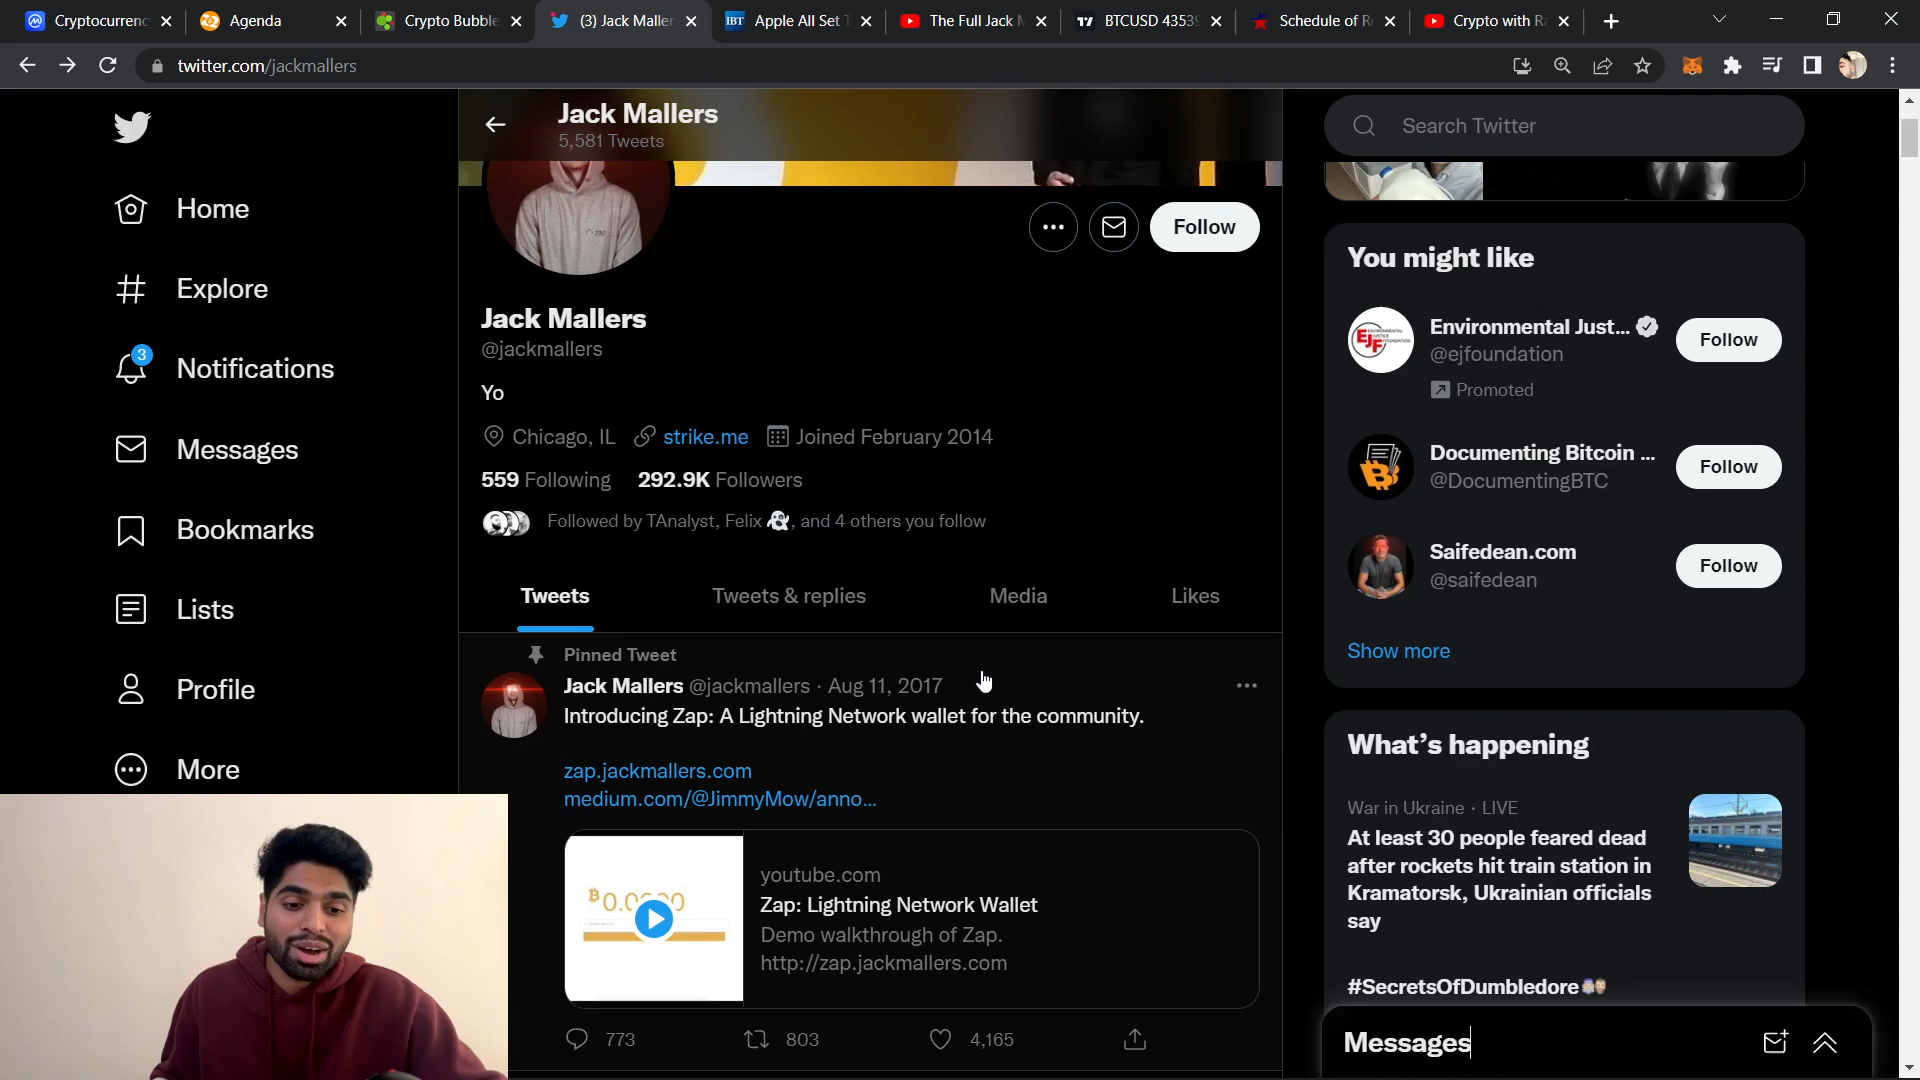 Cryptocurrenc
Agenda
Crypto Bubble
(3) Jack Maller
IBT
Apple All Set T
The Full Jack M
BTCUSD 43539
Schedule of R
Crypto with Ra
twitter.com/jackmallers
Home
Explore
3
Notifications
Messages
Bookmarks
Lists
Profile
More
Jack Mallers
5,581 Tweets
Follow
Jack Mallers
@jackmallers
Yo
Chicago, IL strike.me Joined February 2014
559 Following 292.9K Followers
Followed by TAnalyst, Felix 👻, and 4 others you follow
Tweets Tweets & replies Media Likes
Pinned Tweet
Jack Mallers @jackmallers · Aug 11, 2017
Introducing Zap: A Lightning Network wallet for the community.
zap.jackmallers.com
medium.com/@JimmyMow/anno...
youtube.com
Zap: Lightning Network Wallet
Demo walkthrough of Zap.
http://zap.jackmallers.com
773 803 4,165
Search Twitter
You might like
EJF
Environmental Just...
@ejfoundation
Promoted
Follow
Documenting Bitcoin ...
@DocumentingBTC
Follow
Saifedean.com
@saifedean
Follow
Show more
What's happening
War in Ukraine · LIVE
At least 30 people feared dead
after rockets hit train station in
Kramatorsk, Ukrainian officials
say
#SecretsOfDumbledore
Messages